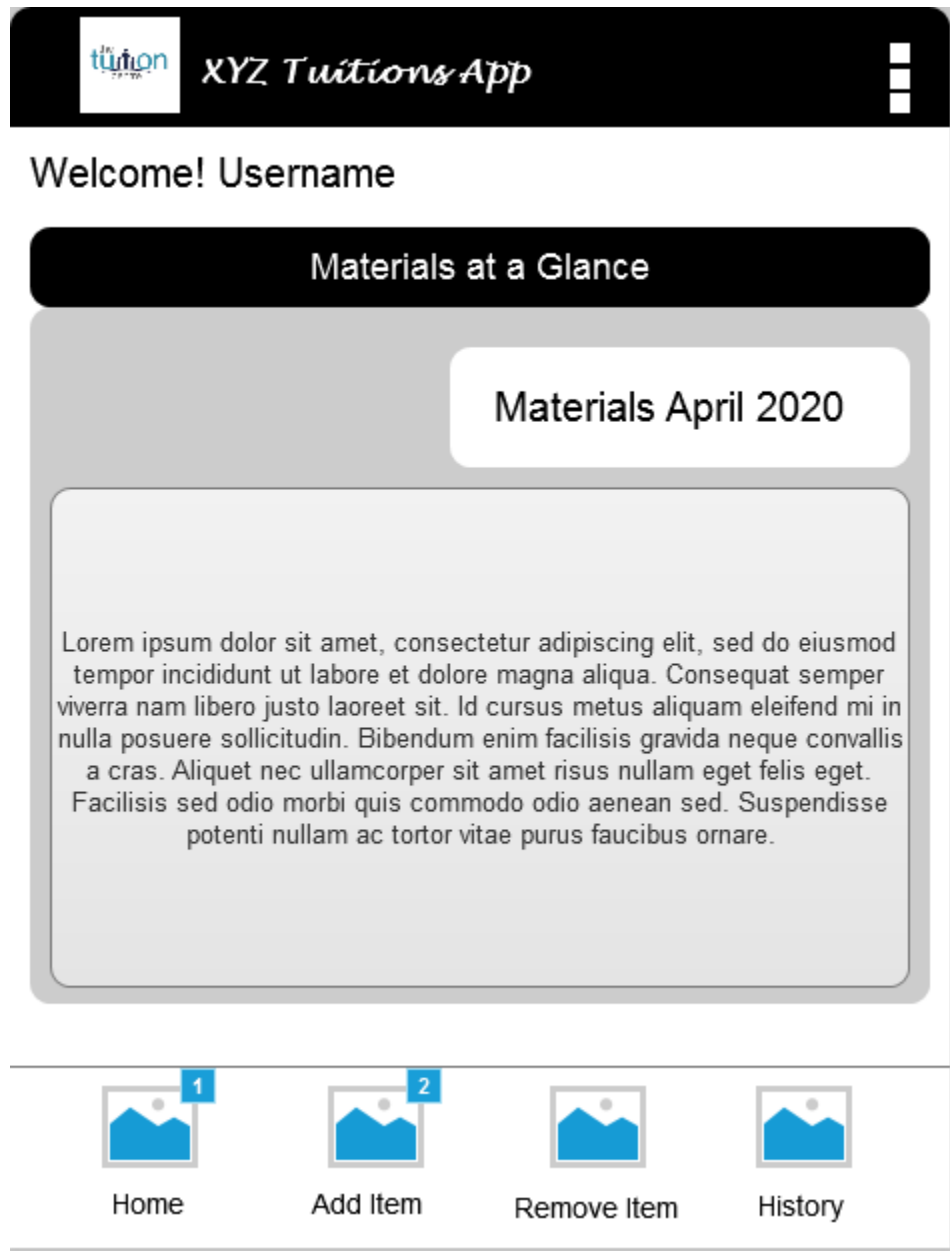 the
tuition
centre
XYZ Tuitions App
Welcome! Username
Materials at a Glance
Materials April 2020
Lorem ipsum dolor sit amet, consectetur adipiscing elit, sed do eiusmod
tempor incididunt ut labore et dolore magna aliqua. Consequat semper
viverra nam libero justo laoreet sit. Id cursus metus aliquam eleifend mi in
nulla posuere sollicitudin. Bibendum enim facilisis gravida neque convallis
a cras. Aliquet nec ullamcorper sit amet risus nullam eget felis eget.
Facilisis sed odio morbi quis commodo odio aenean sed. Suspendisse
potenti nullam ac tortor vitae purus faucibus ornare.
1 2
Home Add Item Remove Item History